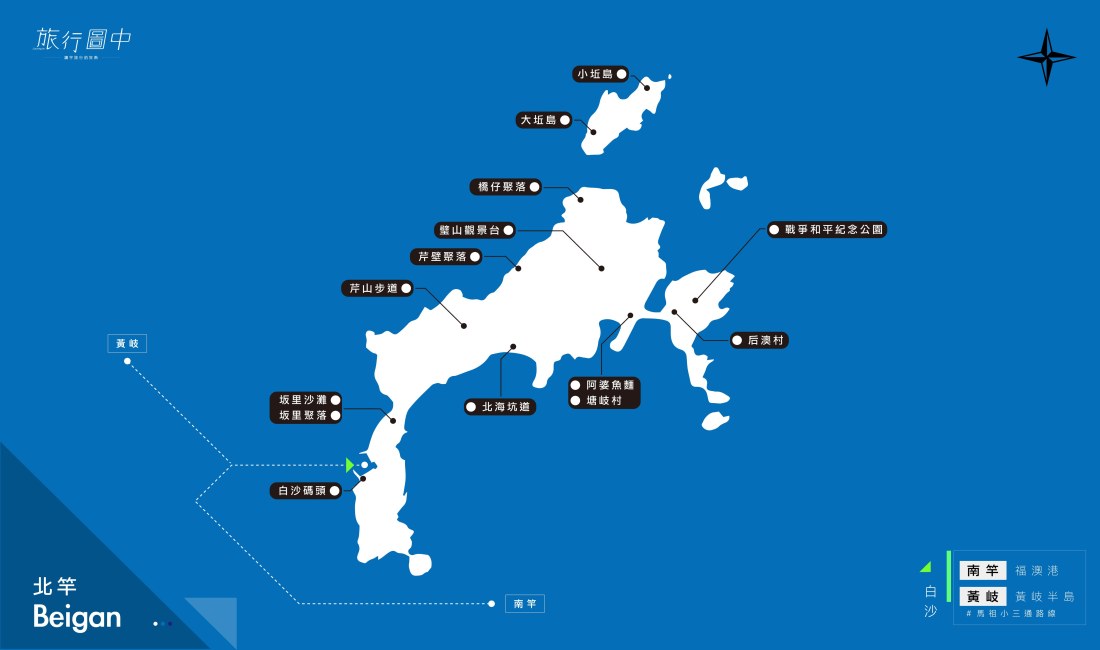 旅行圖中
小坵島
大坵島
橋仔聚落
璧山觀景台
戰爭和平紀念公園
芹壁聚落
芹山步道
后澳村
黃岐
阿婆魚麵
塘岐村
坂里沙灘
坂里聚落
北海坑道
白沙碼頭
南竿
北竿
Beigan
白沙
南竿 福澳港
黃岐 黃岐半島
#馬祖小三通路線